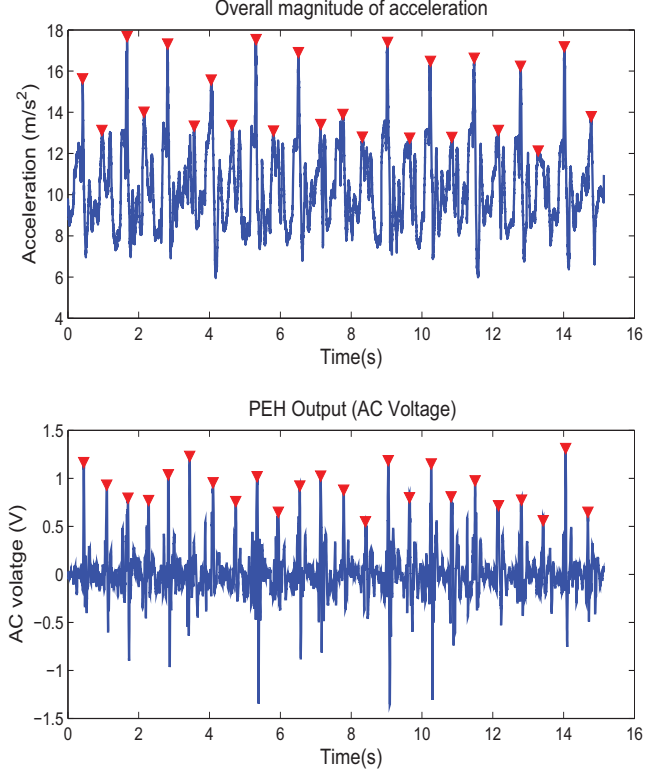 Overall magnitude of acceleration
18
16
14
12
10
8
6
4
Acceleration (m/s²)
0 2 4 6 8 10 12 14 16
Time(s)
PEH Output (AC Voltage)
1.5
1
0.5
0
−0.5
−1
−1.5
AC volatge (V)
0 2 4 6 8 10 12 14 16
Time(s)